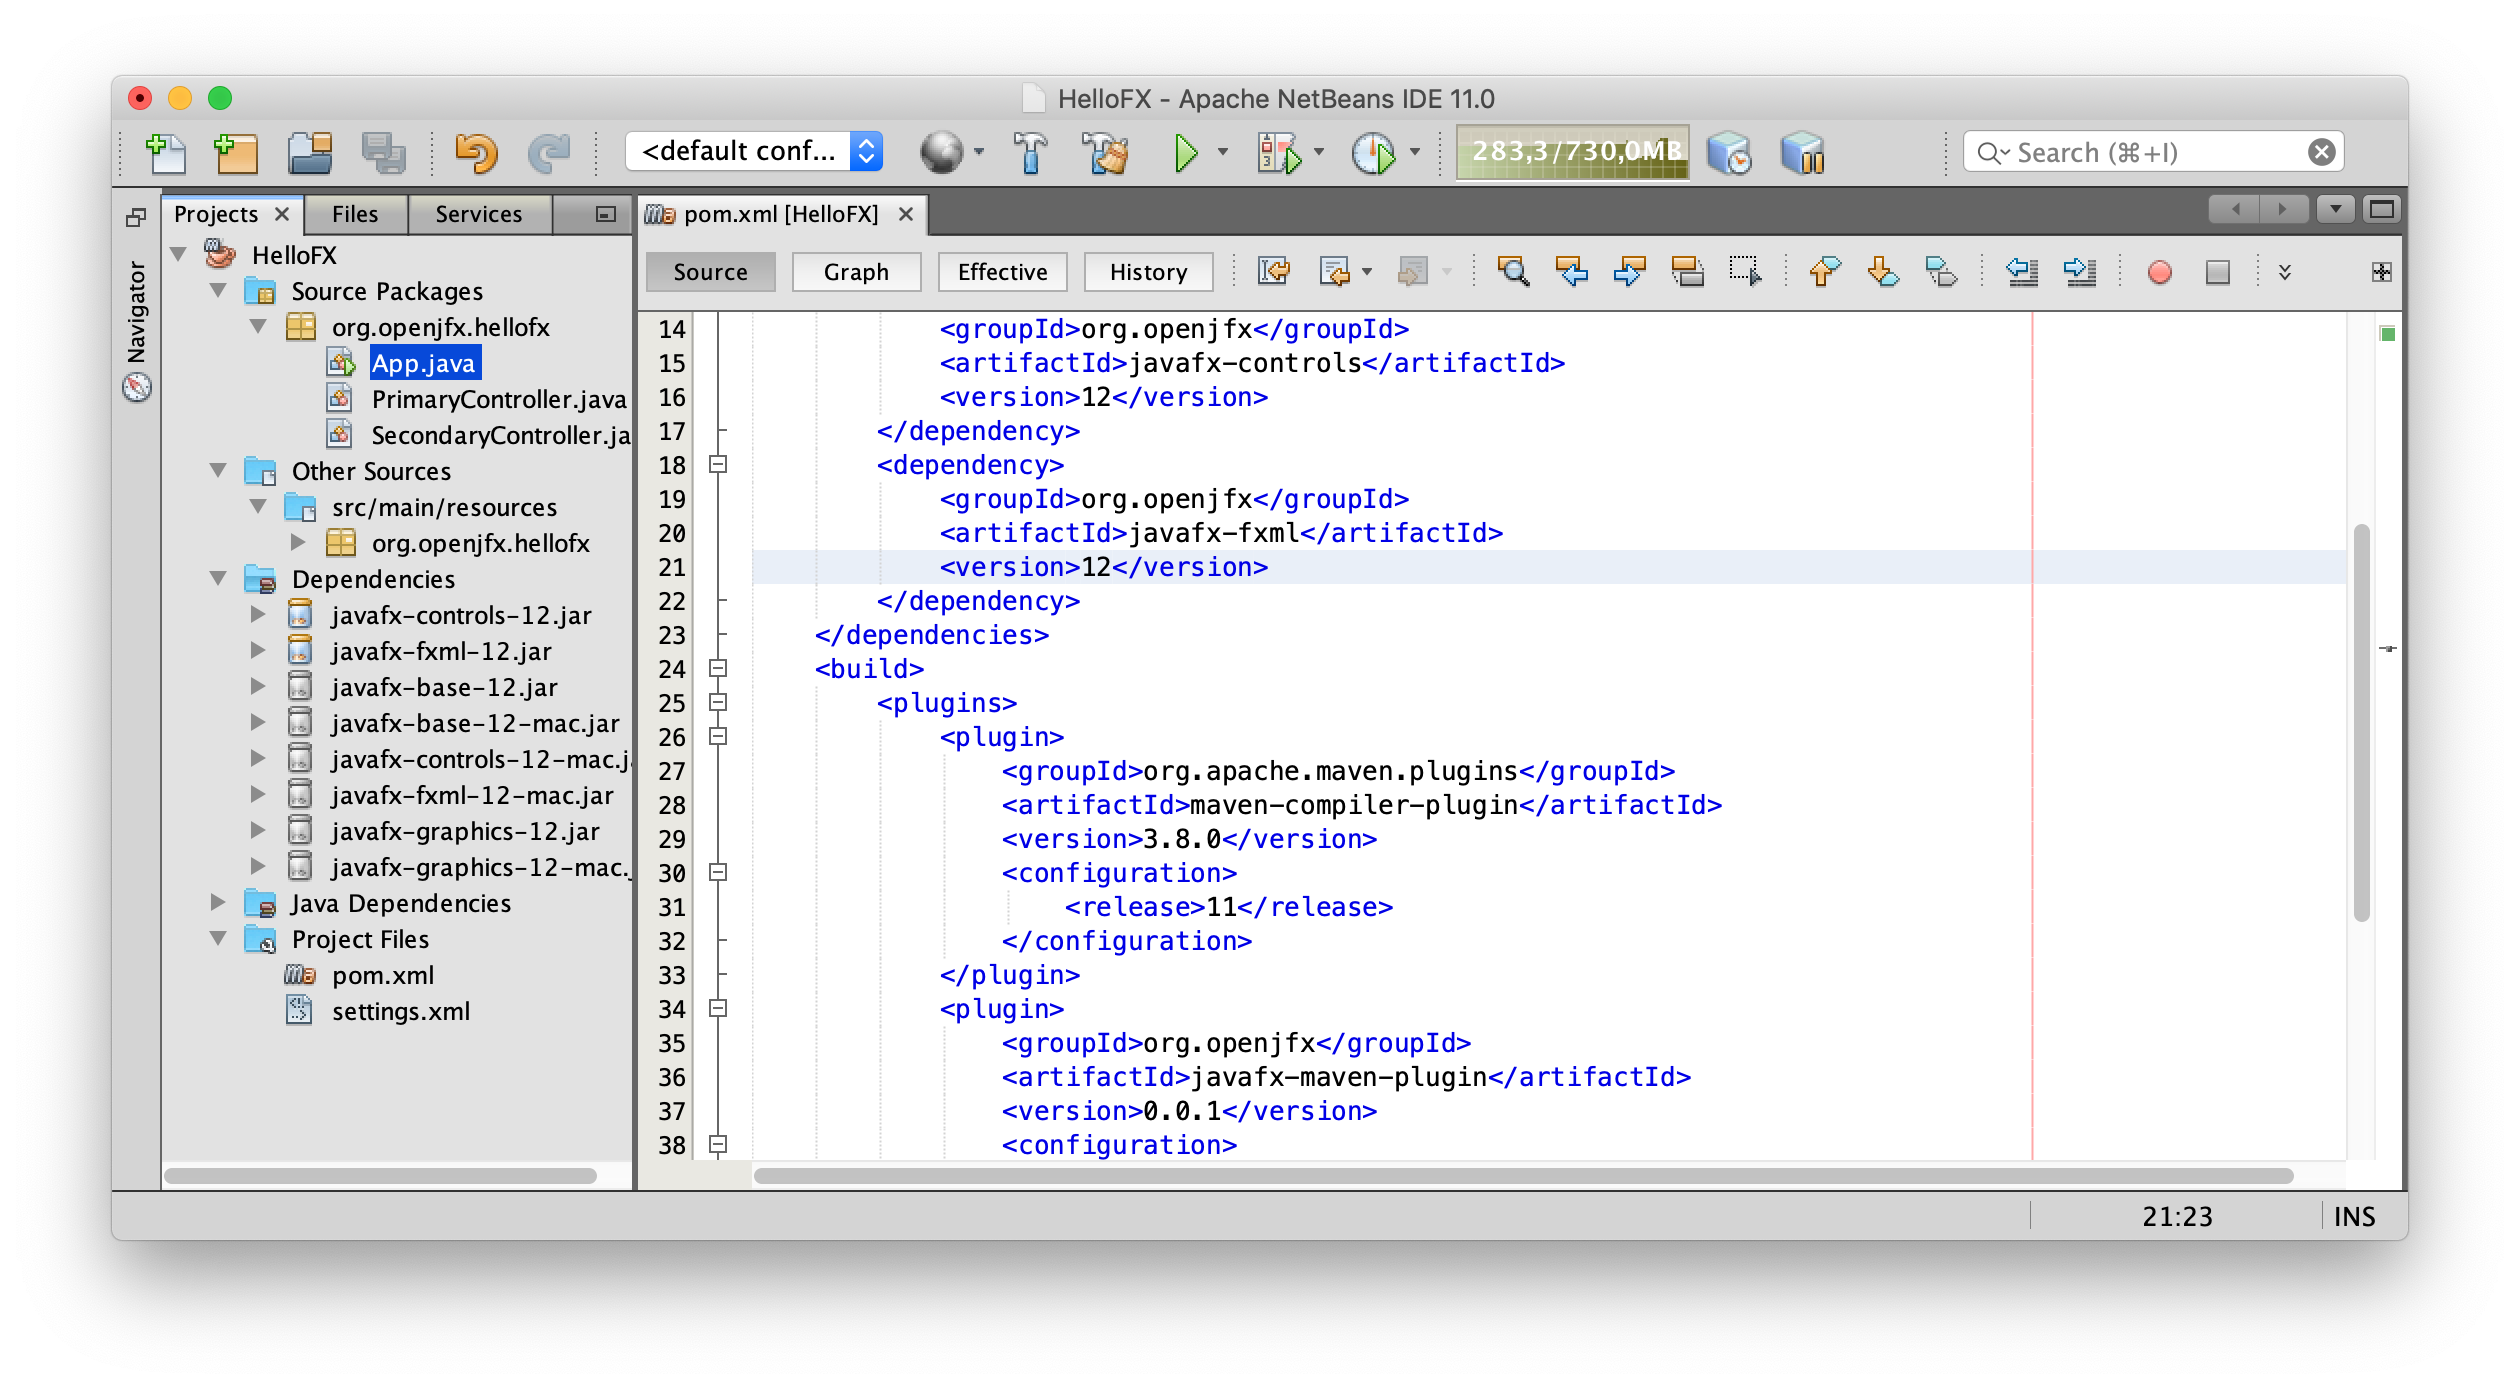 HelloFX - Apache NetBeans IDE 11.0
<default conf...
283,3/730,0MB
Search (⌘+I)
Navigator
Projects
Files
Services
HelloFX
Source Packages
org.openjfx.hellofx
App.java
PrimaryController.java
SecondaryController.ja
Other Sources
src/main/resources
org.openjfx.hellofx
Dependencies
javafx-controls-12.jar
javafx-fxml-12.jar
javafx-base-12.jar
javafx-base-12-mac.jar
javafx-controls-12-mac.j
javafx-fxml-12-mac.jar
javafx-graphics-12.jar
javafx-graphics-12-mac.j
Java Dependencies
Project Files
pom.xml
settings.xml
pom.xml [HelloFX]
Source
Graph
Effective
History
14 <groupId>org.openjfx</groupId>
15 <artifactId>javafx-controls</artifactId>
16 <version>12</version>
17 </dependency>
18 <dependency>
19 <groupId>org.openjfx</groupId>
20 <artifactId>javafx-fxml</artifactId>
21 <version>12</version>
22 </dependency>
23 </dependencies>
24 <build>
25 <plugins>
26 <plugin>
27 <groupId>org.apache.maven.plugins</groupId>
28 <artifactId>maven-compiler-plugin</artifactId>
29 <version>3.8.0</version>
30 <configuration>
31 <release>11</release>
32 </configuration>
33 </plugin>
34 <plugin>
35 <groupId>org.openjfx</groupId>
36 <artifactId>javafx-maven-plugin</artifactId>
37 <version>0.0.1</version>
38 <configuration>
21:23
INS